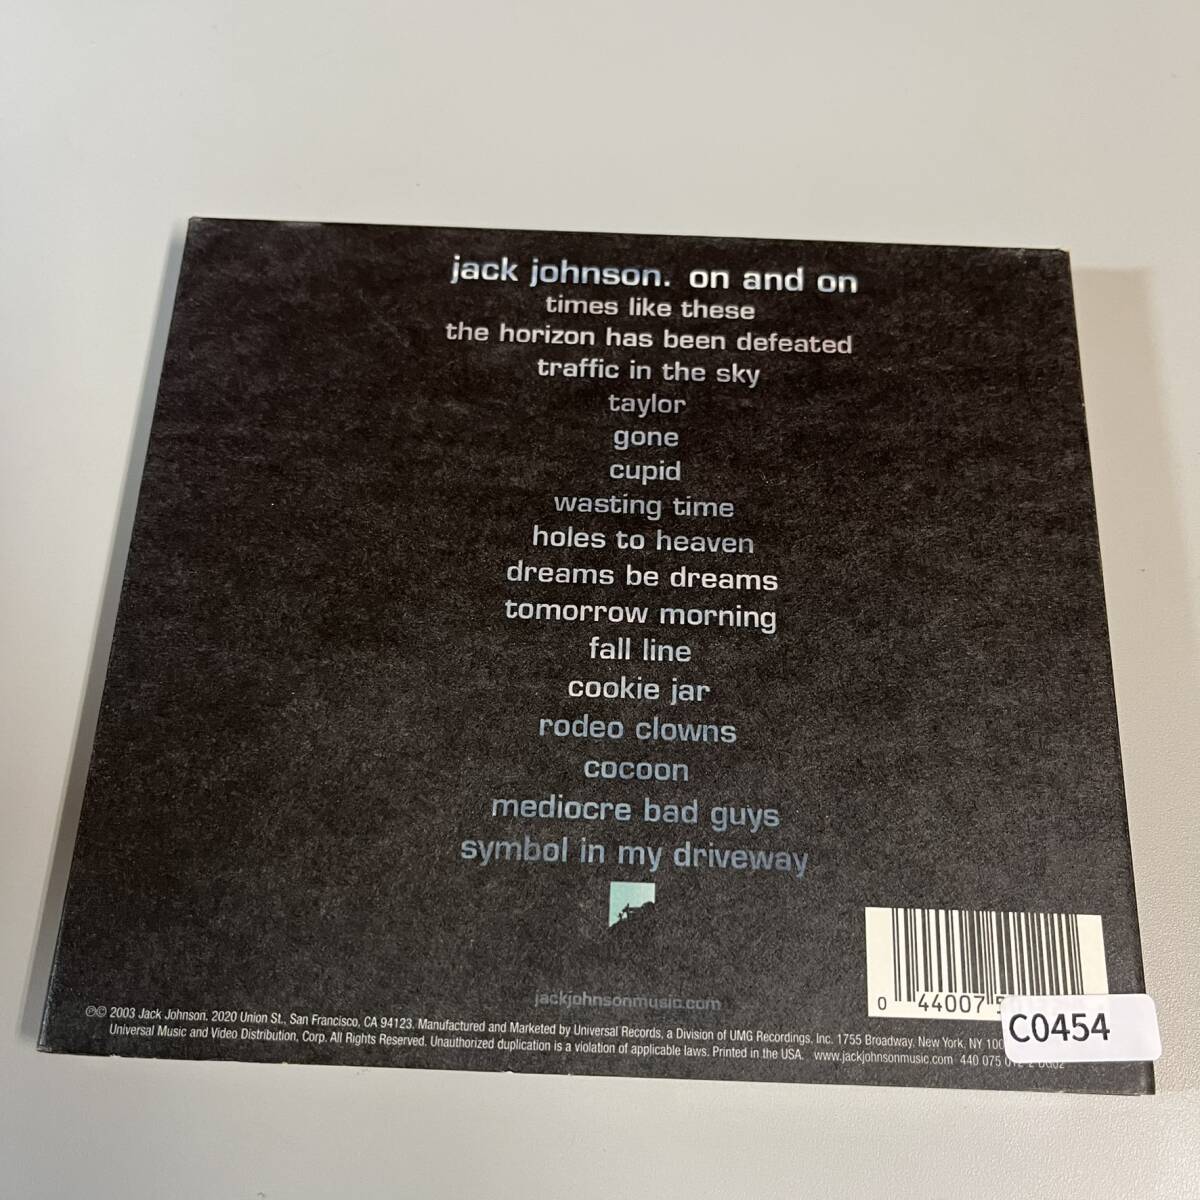 jack johnson. on and on
times like these
the horizon has been defeated
traffic in the sky
taylor
gone
cupid
wasting time
holes to heaven
dreams be dreams
tomorrow morning
fall line
cookie jar
rodeo clowns
cocoon
mediocre bad guys
symbol in my driveway
jackjohnsonmusic.com
0 44007
C0454
℗© 2003 Jack Johnson. 2020 Union St., San Francisco, CA 94123. Manufactured and Marketed by Universal Records, a Division of UMG Recordings, Inc. 1755 Broadway, New York, NY
Universal Music and Video Distribution, Corp. All Rights Reserved. Unauthorized duplication is a violation of applicable laws. Printed in the USA. www.jackjohnsonmusic.com 440 075